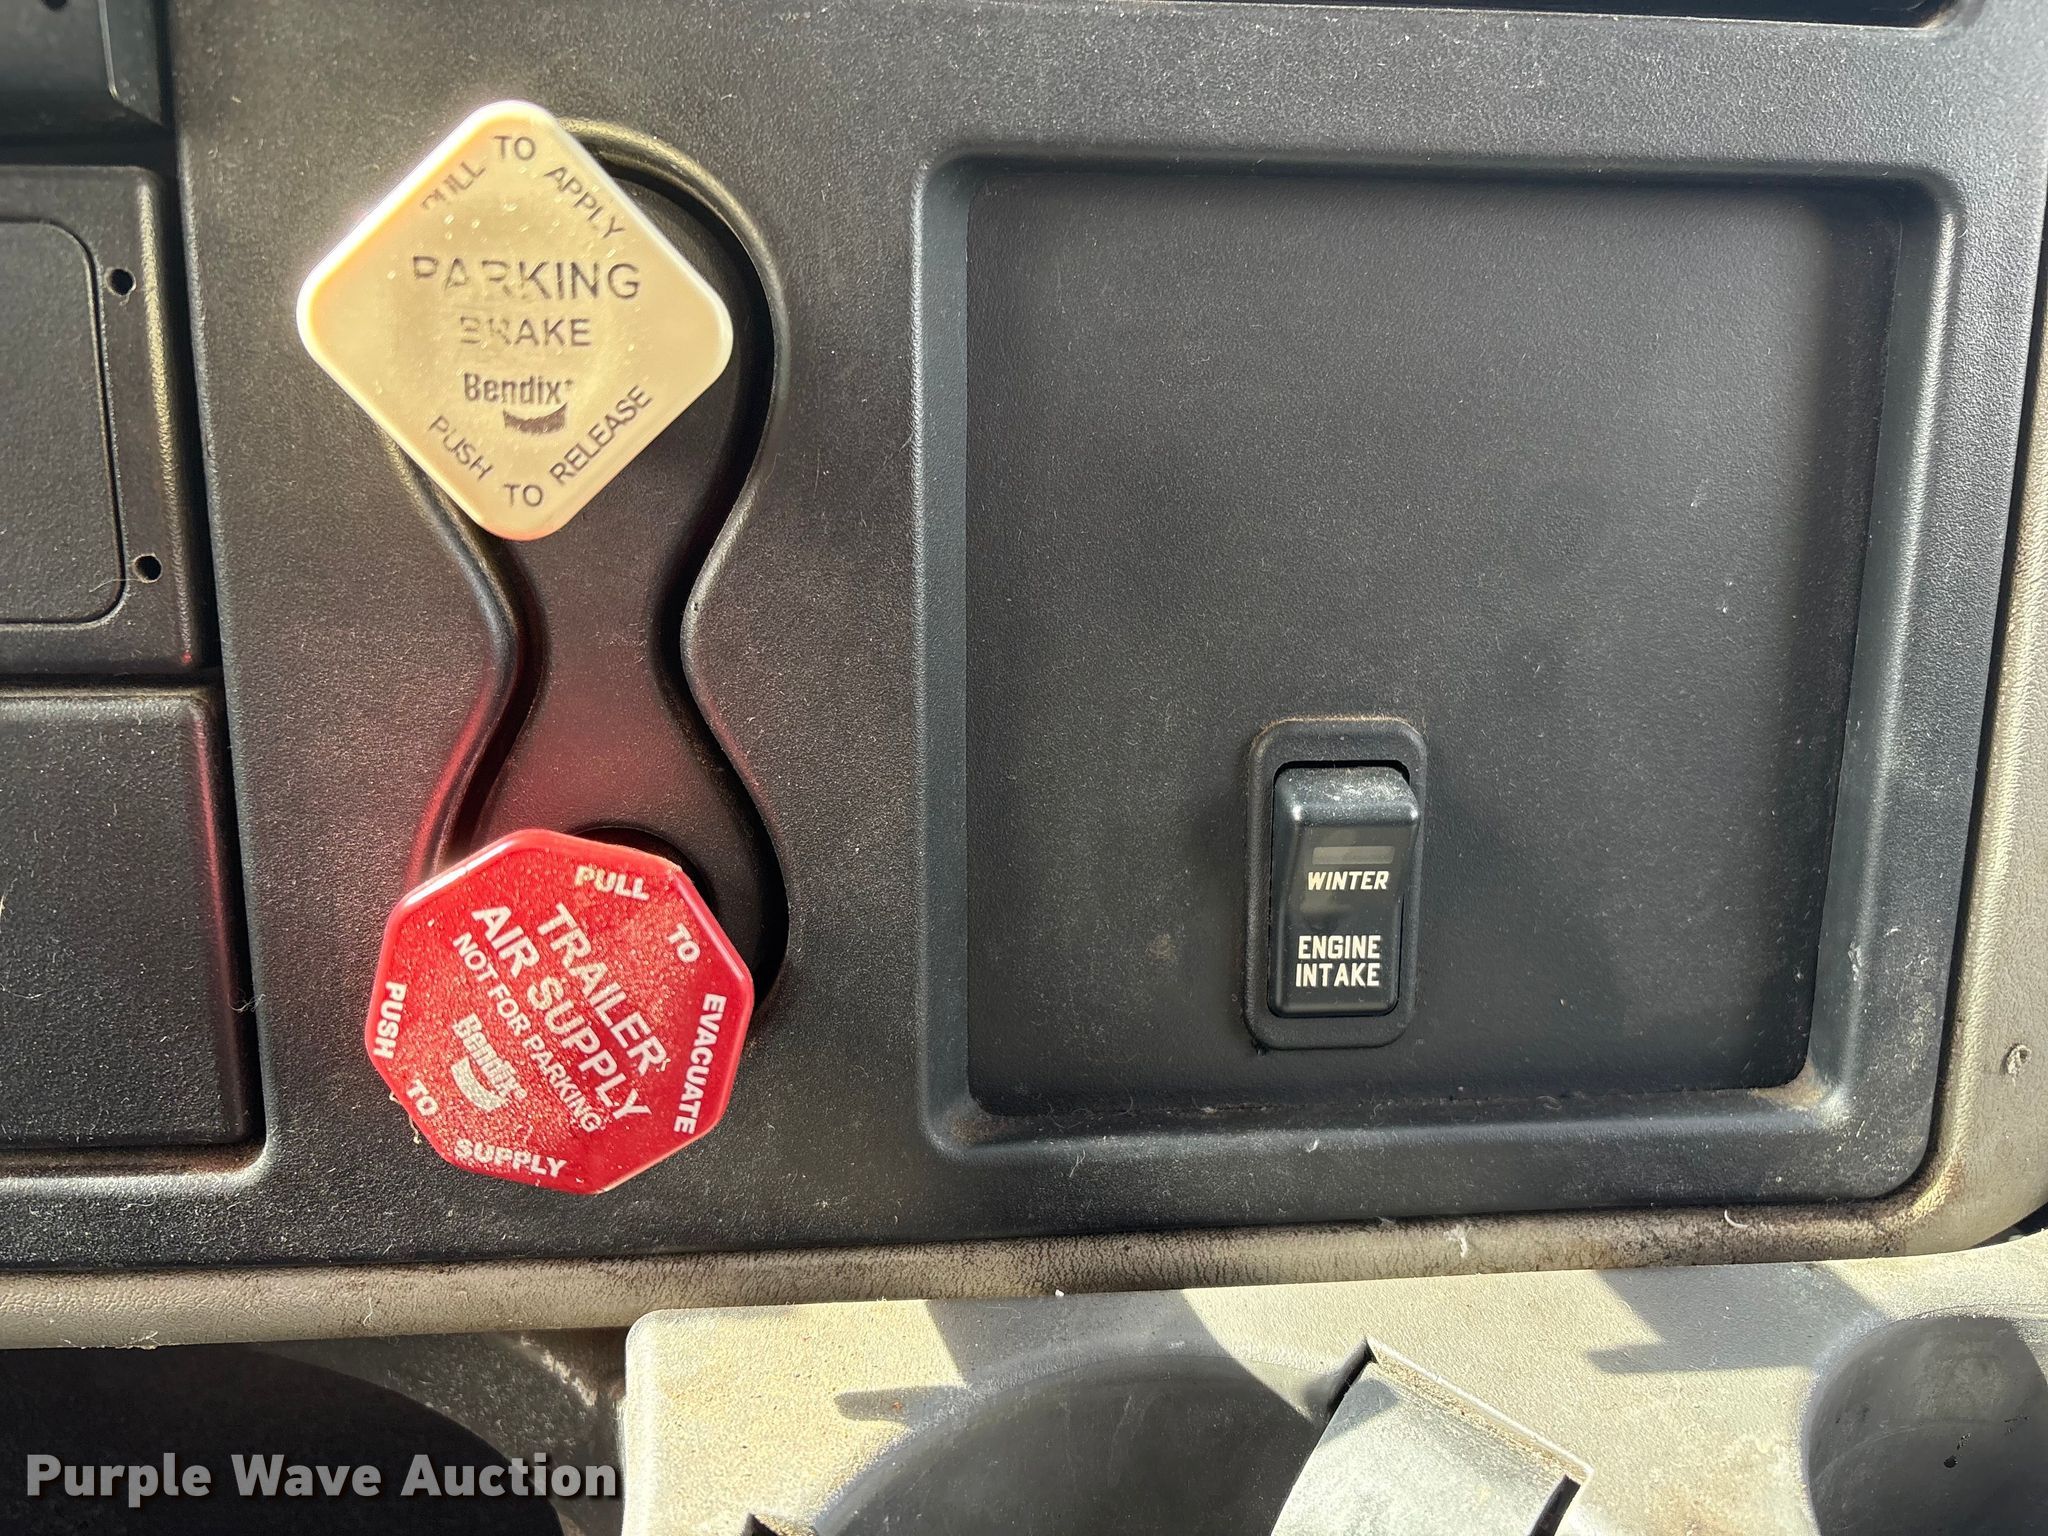 PULL TO APPLY
PARKING
BRAKE
Bendix
PUSH TO RELEASE
PULL TO EVACUATE
TRAILER
AIR SUPPLY
NOT FOR PARKING
Bendix
PUSH TO SUPPLY
WINTER
ENGINE
INTAKE
Purple Wave Auction